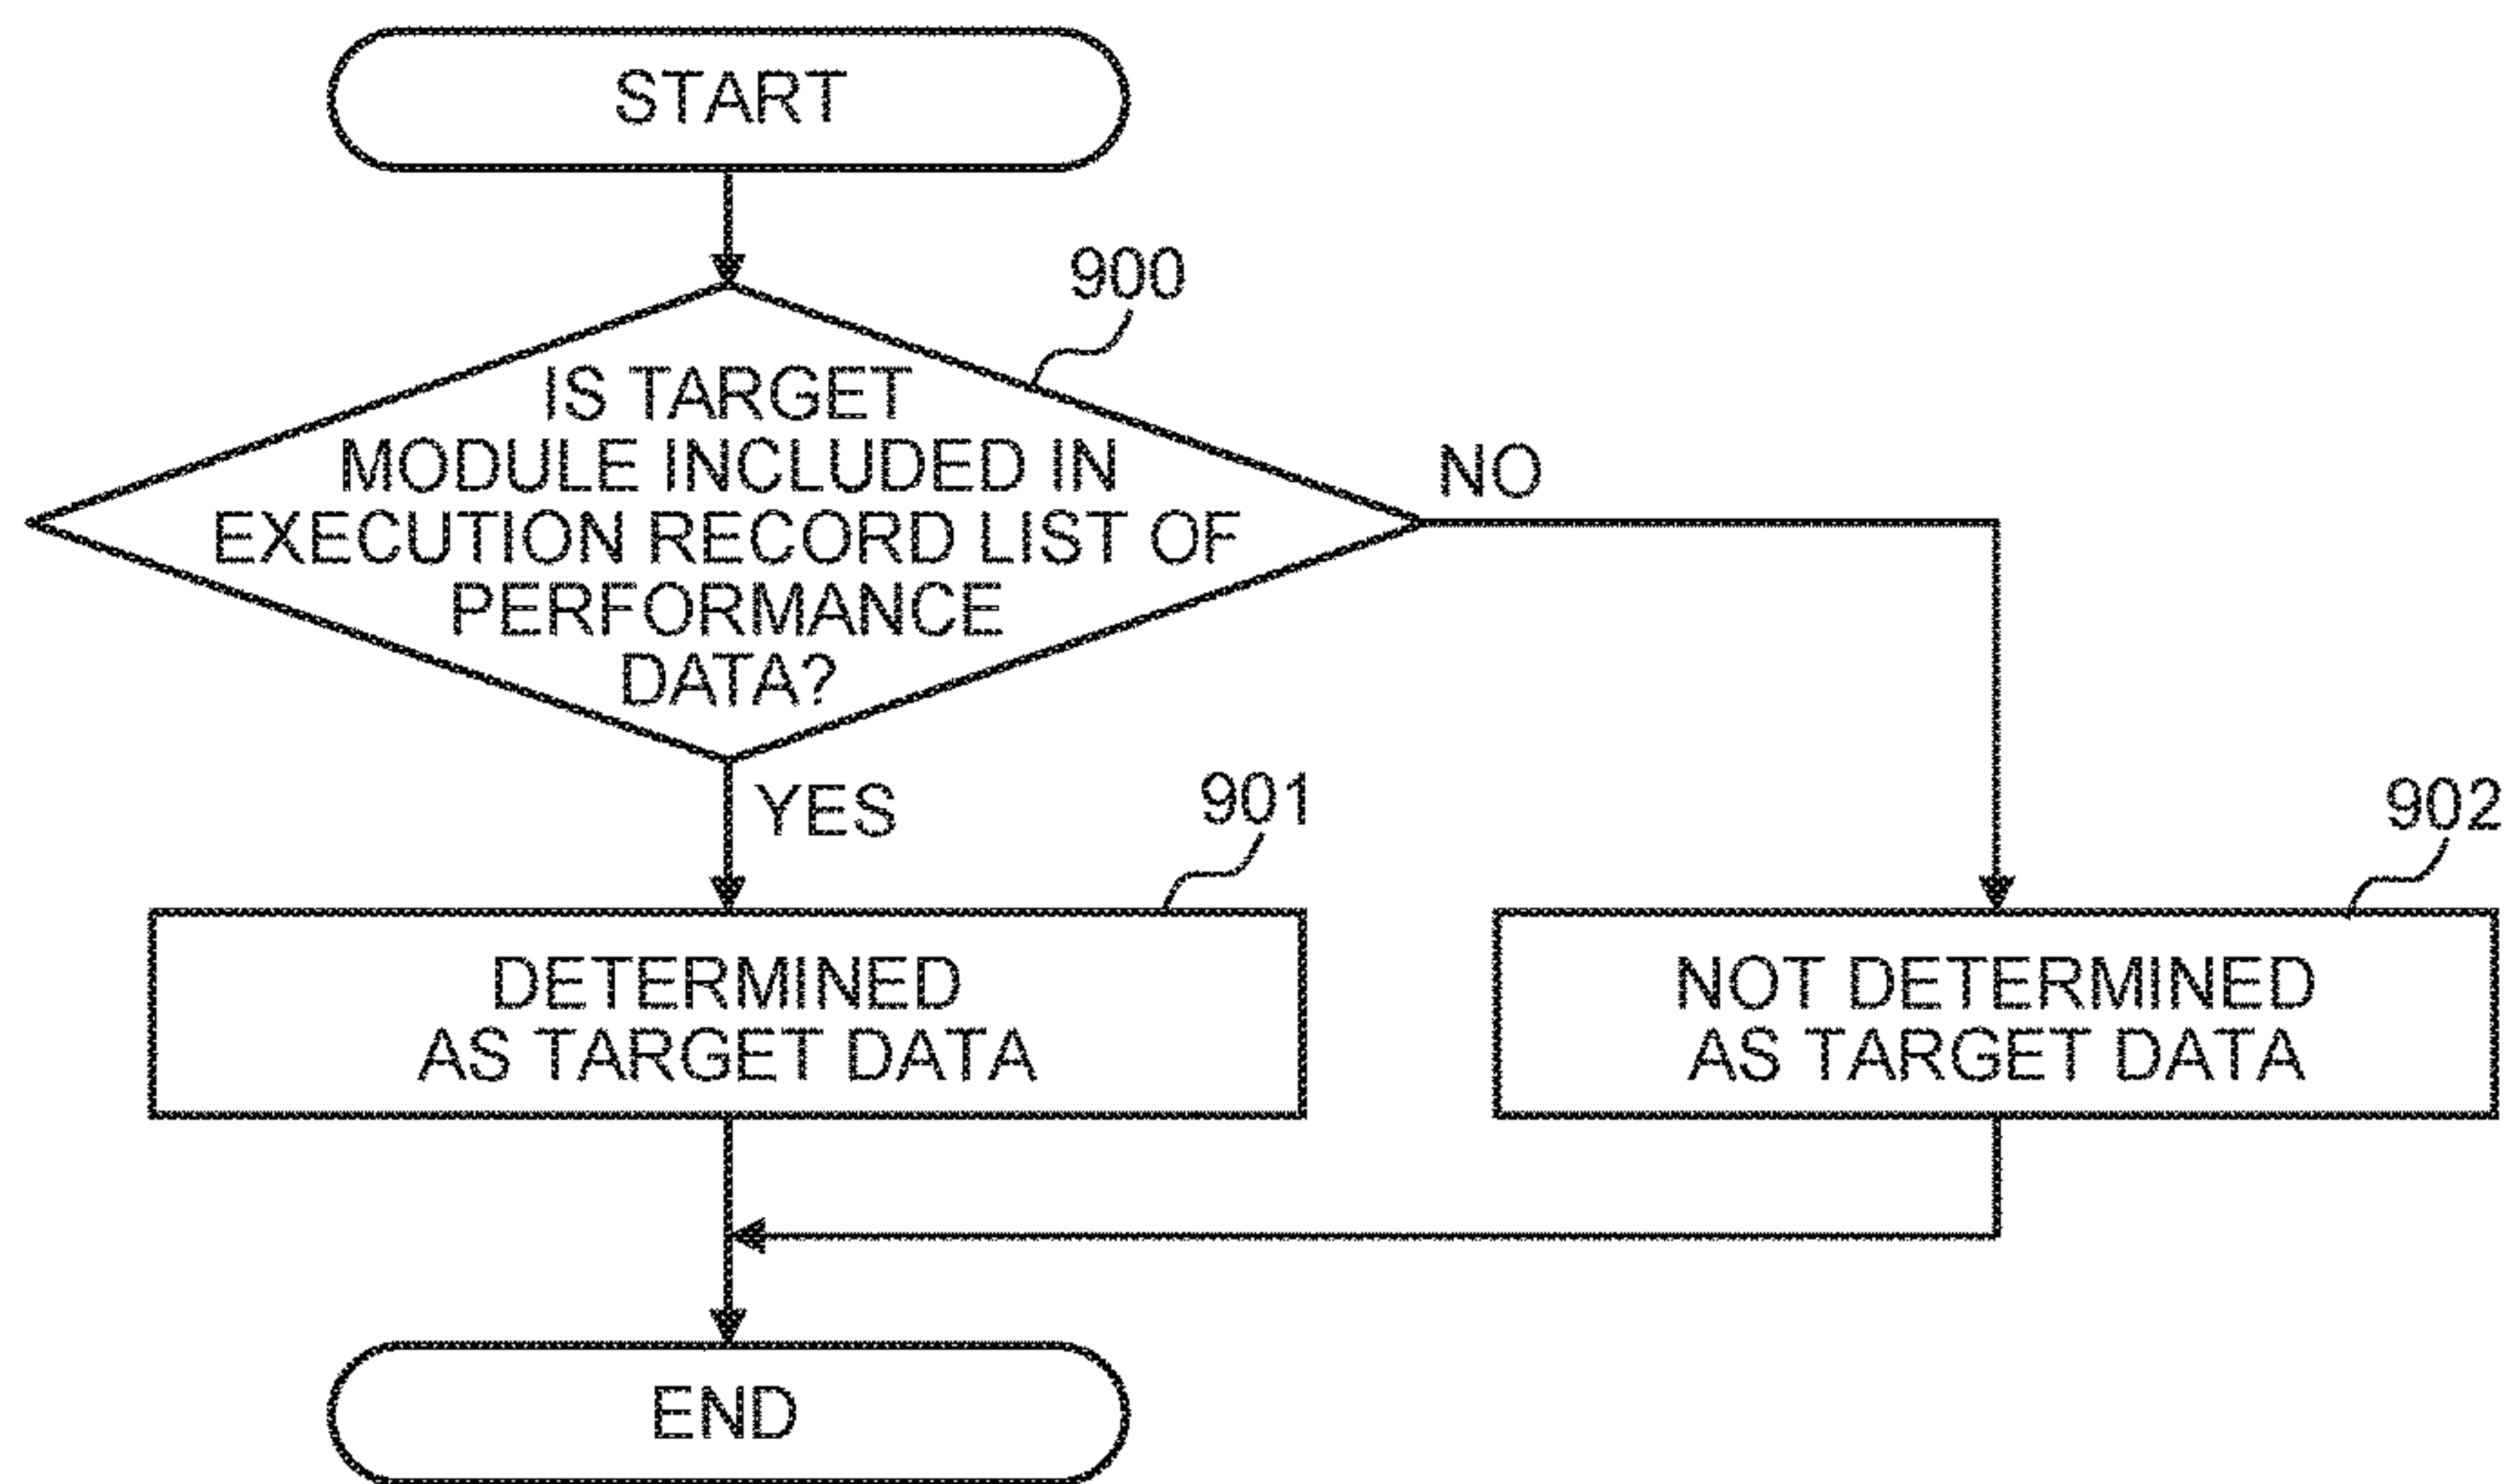 START
900
IS TARGET
MODULE INCLUDED IN
EXECUTION RECORD LIST OF
PERFORMANCE
DATA?
NO
YES
901
902
DETERMINED
AS TARGET DATA
NOT DETERMINED
AS TARGET DATA
END